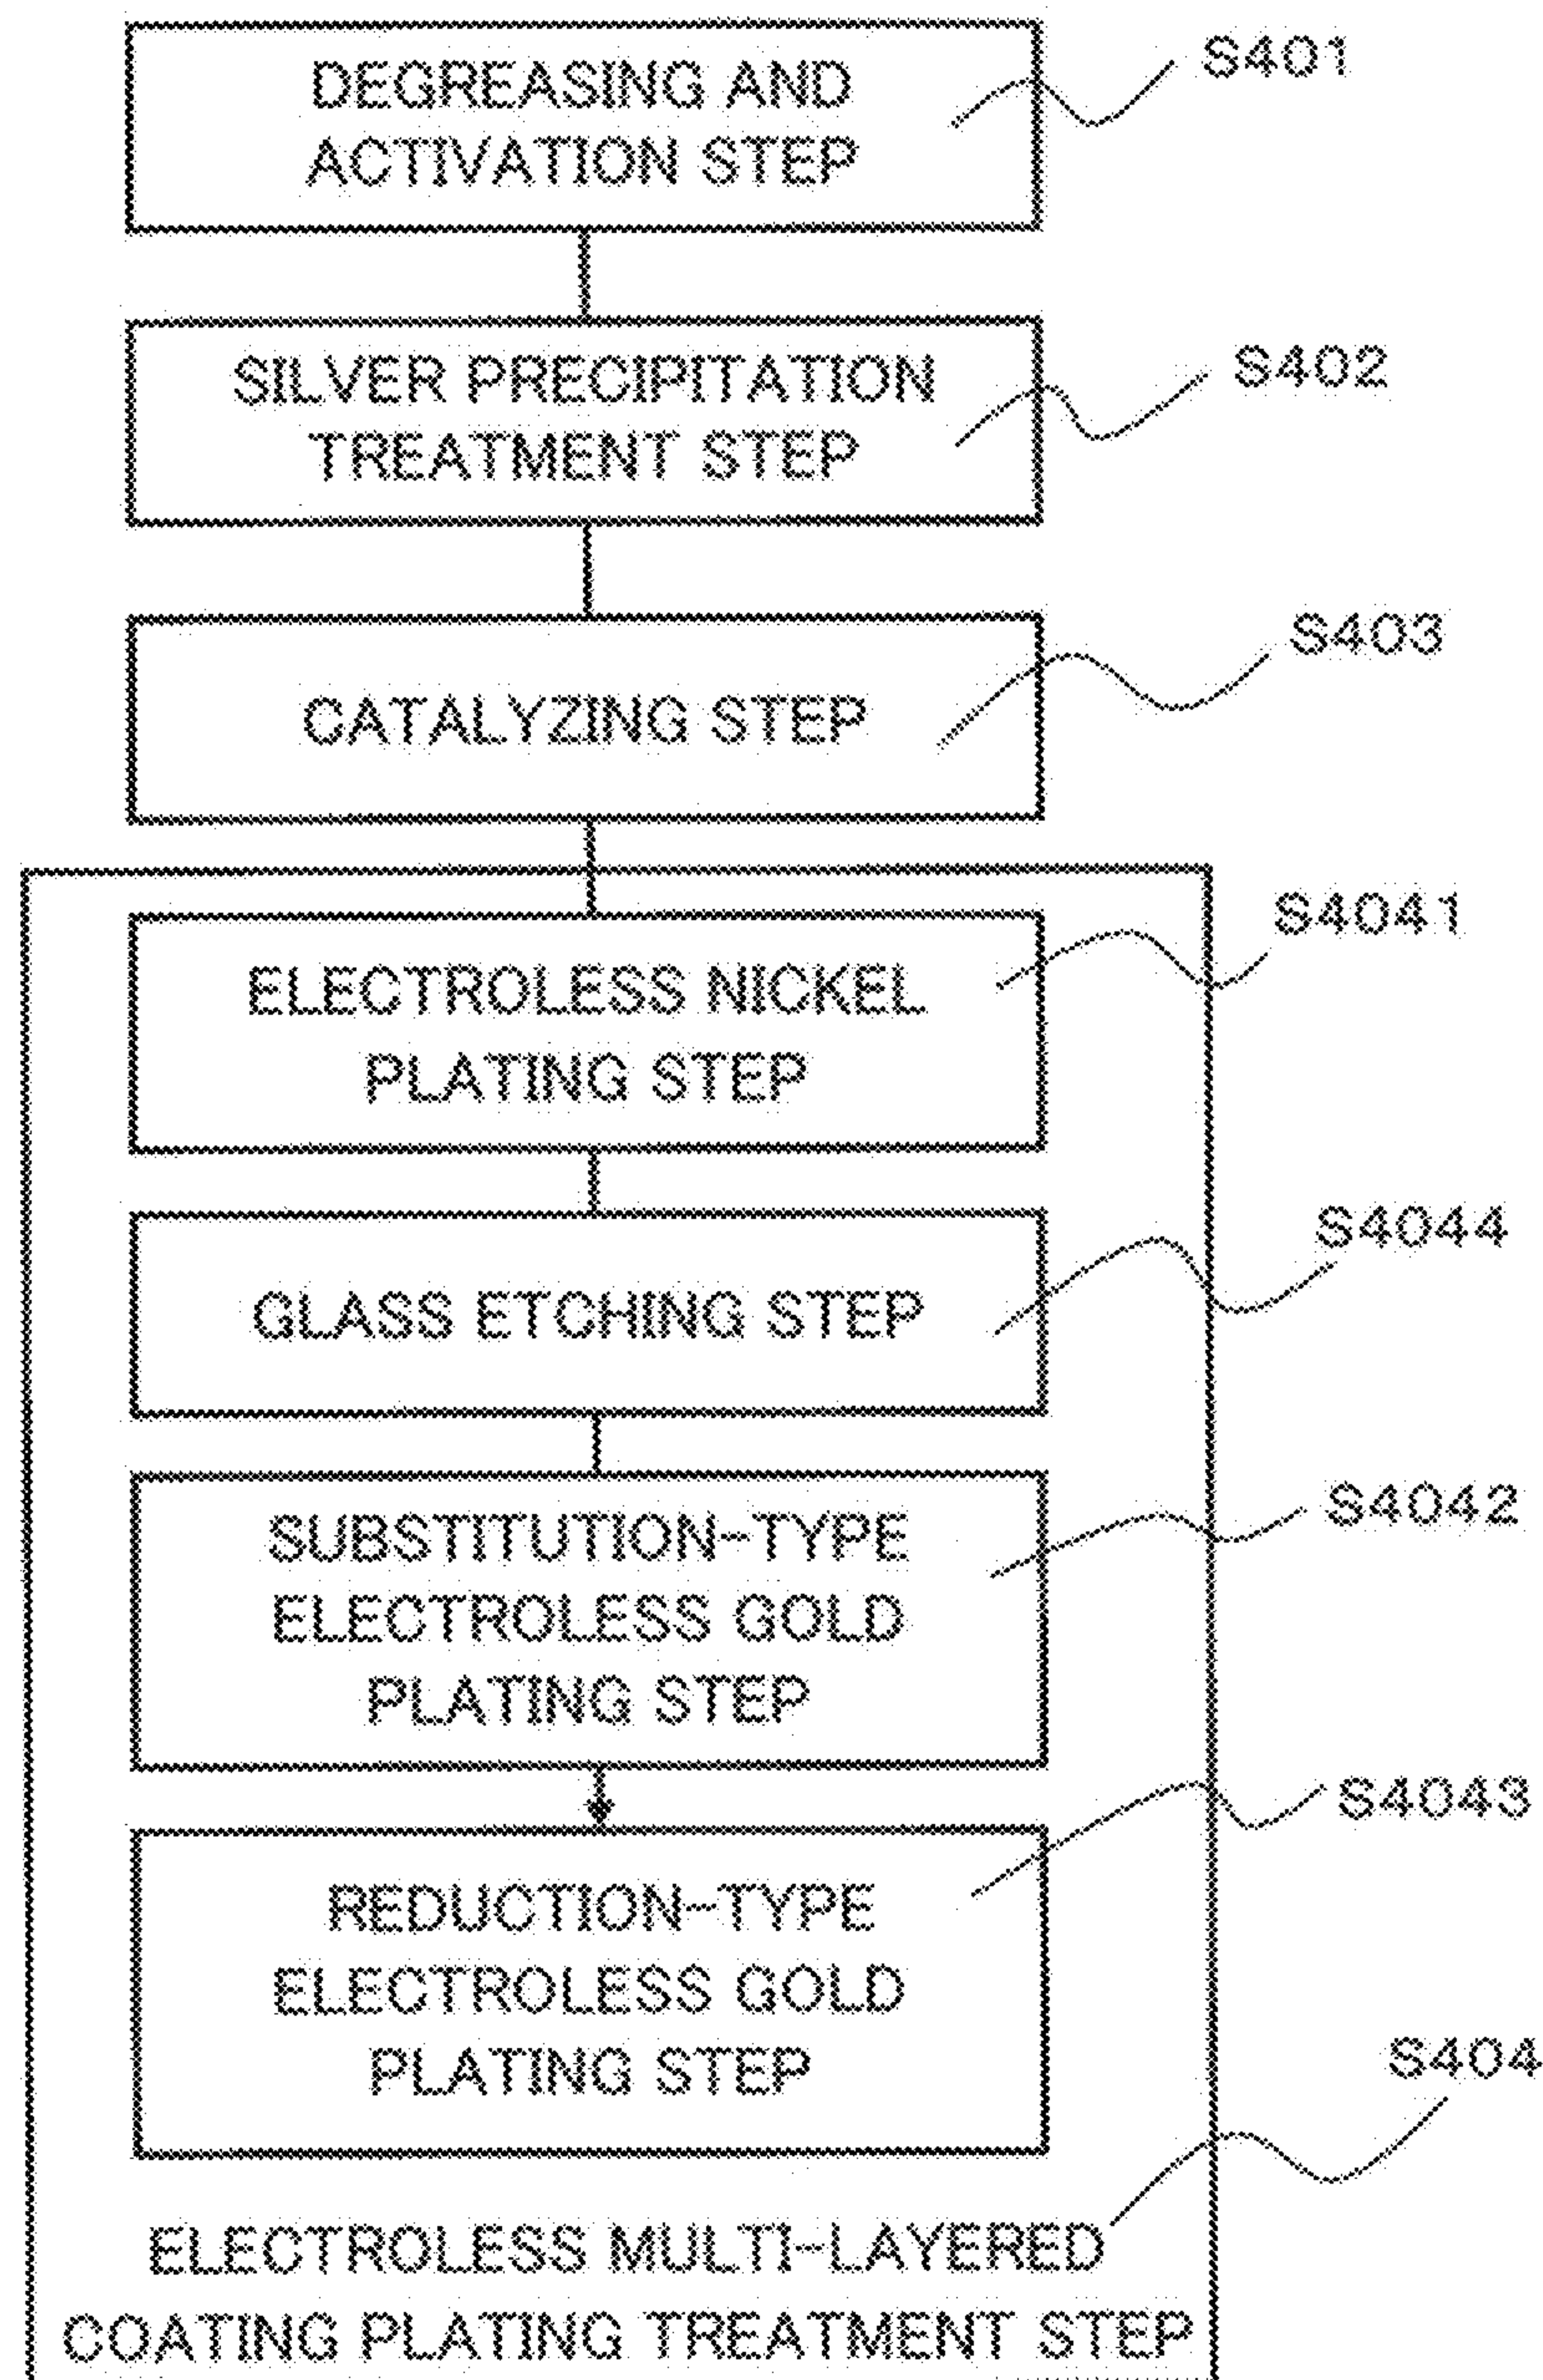 DEGREASING AND
ACTIVATION STEP
S401
SILVER PRECIPITATION
TREATMENT STEP
S402
CATALYZING STEP
S403
ELECTROLESS NICKEL
PLATING STEP
S4041
GLASS ETCHING STEP
S4044
SUBSTITUTION-TYPE
ELECTROLESS GOLD
PLATING STEP
S4042
REDUCTION-TYPE
ELECTROLESS GOLD
PLATING STEP
S4043
S404
ELECTROLESS MULTI-LAYERED
COATING PLATING TREATMENT STEP